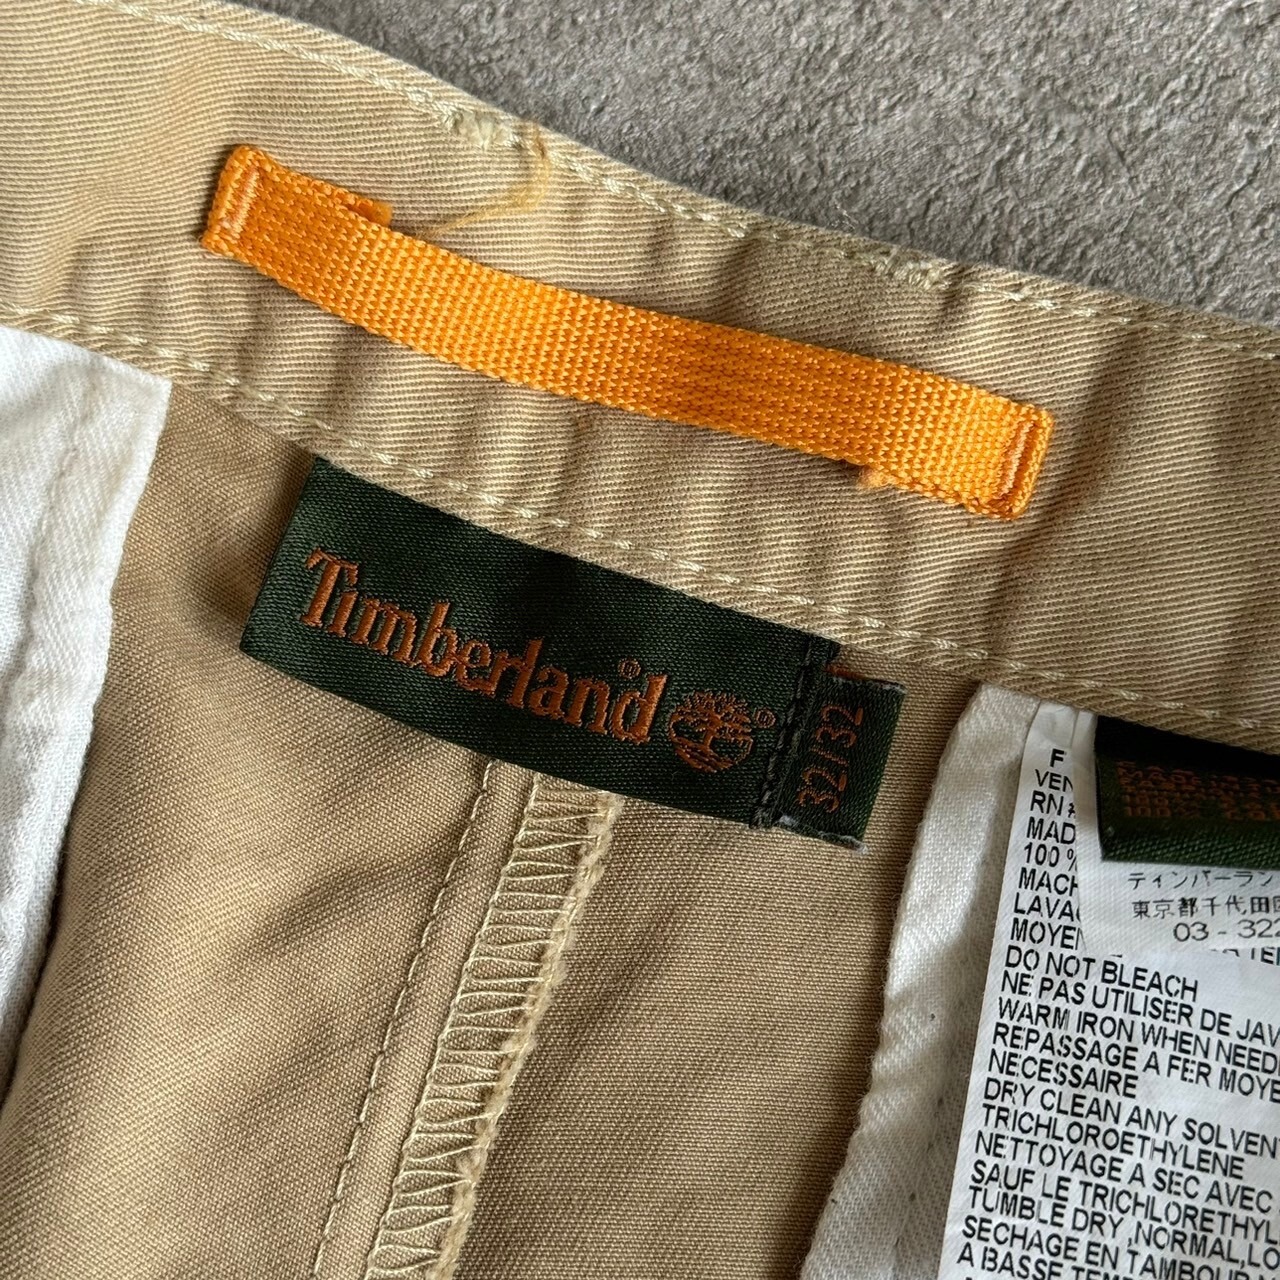 Timberland®
32/32
F
VEN
RN #
MAD
100 %
MACH
LAVA
MOYEN
DO NOT BLEACH
NE PAS UTILISER DE JAV
WARM IRON WHEN NEED
REPASSAGE A FER MOYE
NECESSAIRE
DRY CLEAN ANY SOLVEN
TRICHLOROETHYLENE
NETTOYAGE A SEC AVEC
SAUF LE TRICHLORETHYL
TUMBLE DRY ,NORMAL,LO
SECHAGE EN TAMBOUR
A BASSE TEM
ティンバーラン
東京都千代田区
03 - 322